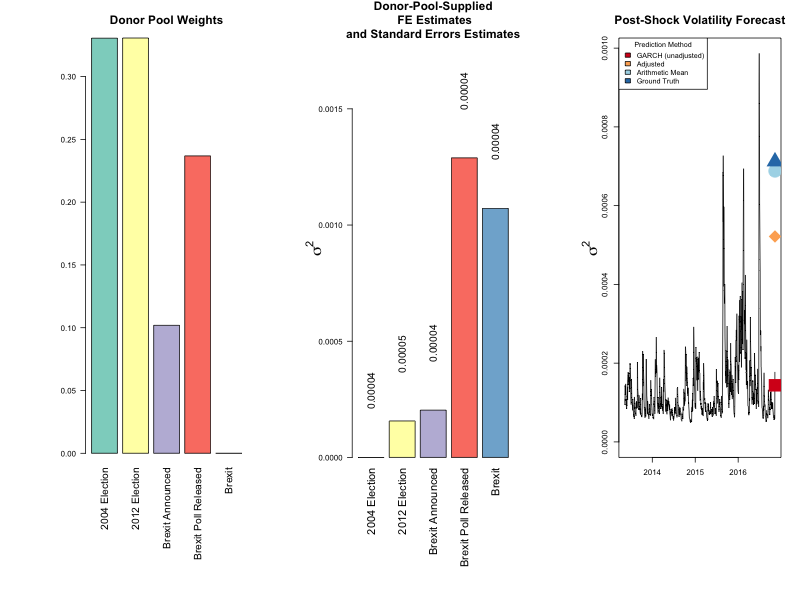 Donor Pool Weights
0.00
0.05
0.10
0.15
0.20
0.25
0.30
2004 Election
2012 Election
Brexit Announced
Brexit Poll Released
Brexit
Donor-Pool-Supplied
FE Estimates
and Standard Errors Estimates
σ2
0.0000
0.0005
0.0010
0.0015
0.00004
0.00005
0.00004
0.00004
0.00004
2004 Election
2012 Election
Brexit Announced
Brexit Poll Released
Brexit
Post-Shock Volatility Forecast
σ2
0.0000
0.0002
0.0004
0.0006
0.0008
0.0010
Prediction Method
GARCH (unadjusted)
Adjusted
Arithmetic Mean
Ground Truth
2014
2015
2016